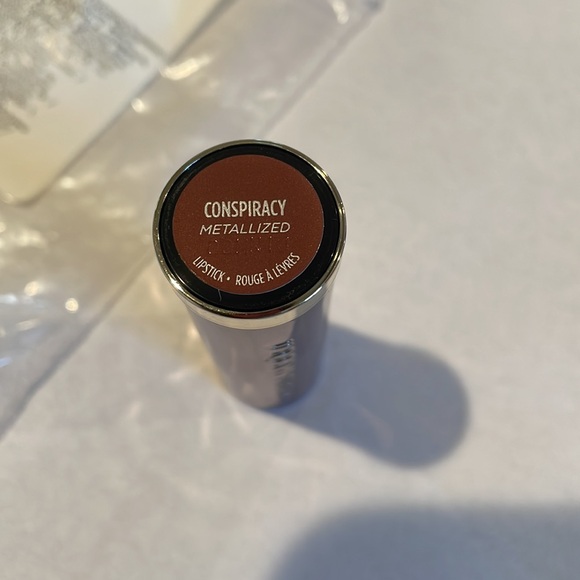 CONSPIRACY
METALLIZED
LIPSTICK • ROUGE À LÈVRES